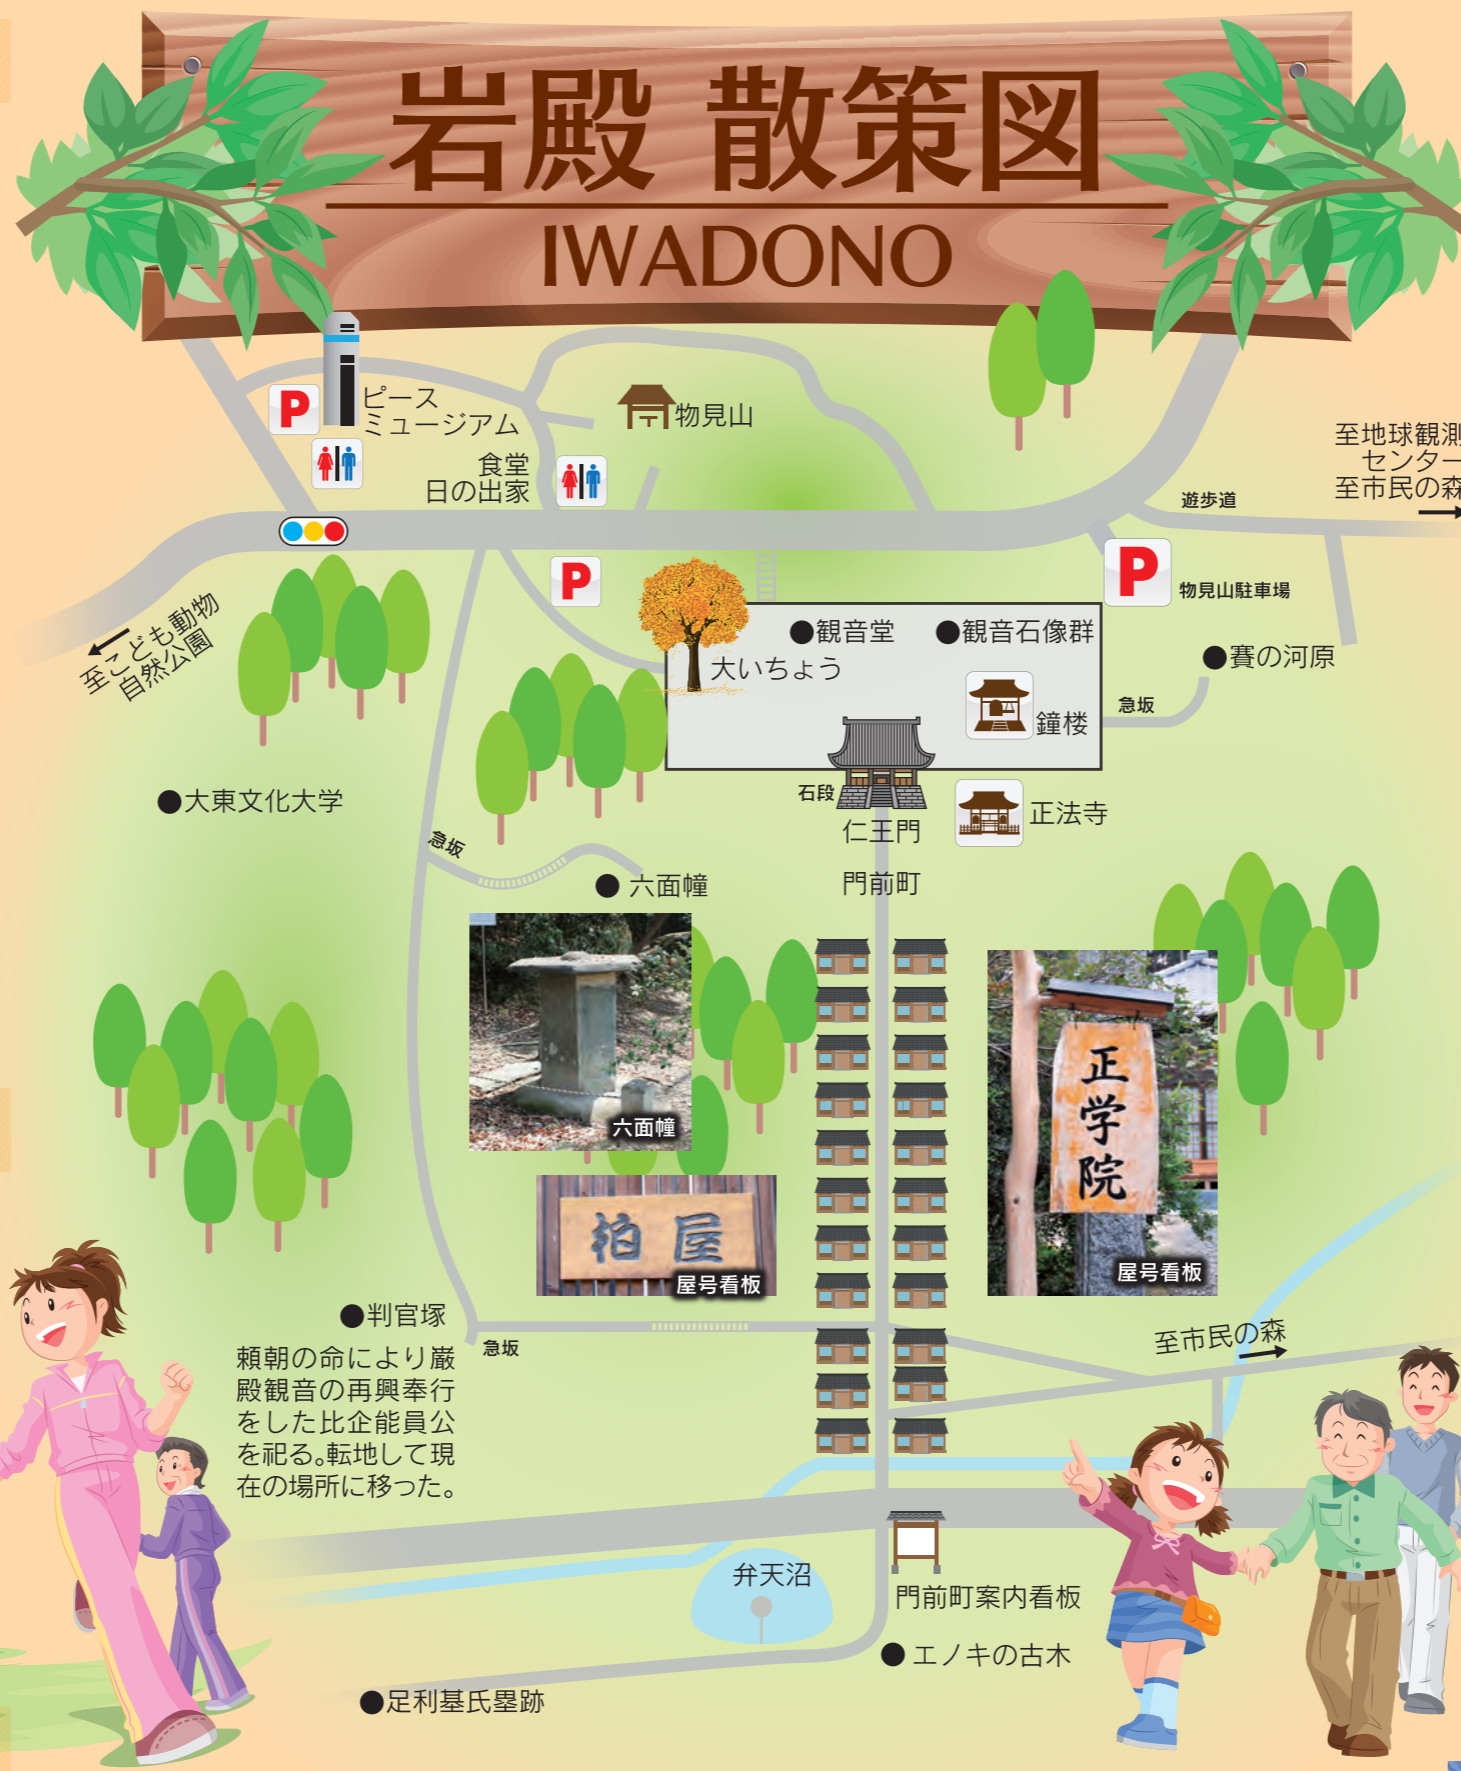 岩殿 散策図
IWADONO
P
ピース
ミュージアム
物見山
食堂
日の出家
至地球観測
センター
至市民の森
遊歩道
P
P
物見山駐車場
至こども動物
自然公園
観音堂
観音石像群
大いちょう
賽の河原
急坂
鐘楼
大東文化大学
石段
正法寺
仁王門
急坂
六面幢
門前町
正学院
六面幢
柏屋
屋号看板
屋号看板
判官塚
急坂
至市民の森
頼朝の命により巌
殿観音の再興奉行
をした比企能員公
を祀る。転地して現
在の場所に移った。
弁天沼
門前町案内看板
エノキの古木
足利基氏塁跡